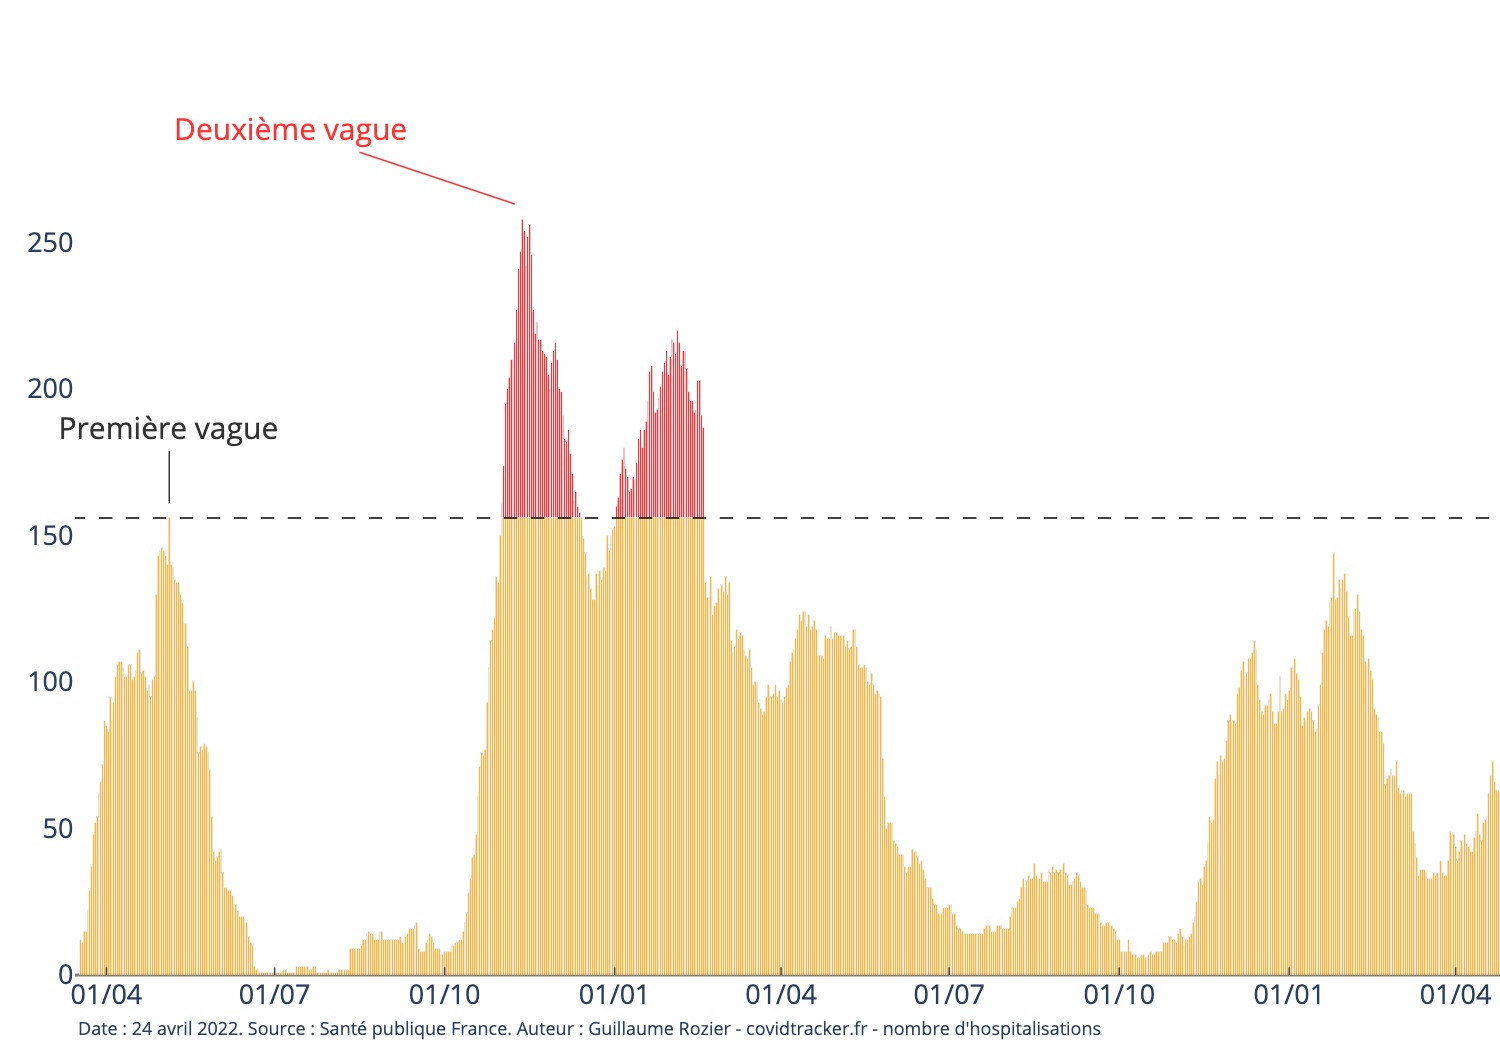 Deuxième vague
250
200
Première vague
150
100
50
0
01/04 01/07 01/10 01/01 01/04 01/07 01/10 01/01 01/04
Date : 24 avril 2022. Source : Santé publique France. Auteur : Guillaume Rozier - covidtracker.fr - nombre d'hospitalisations